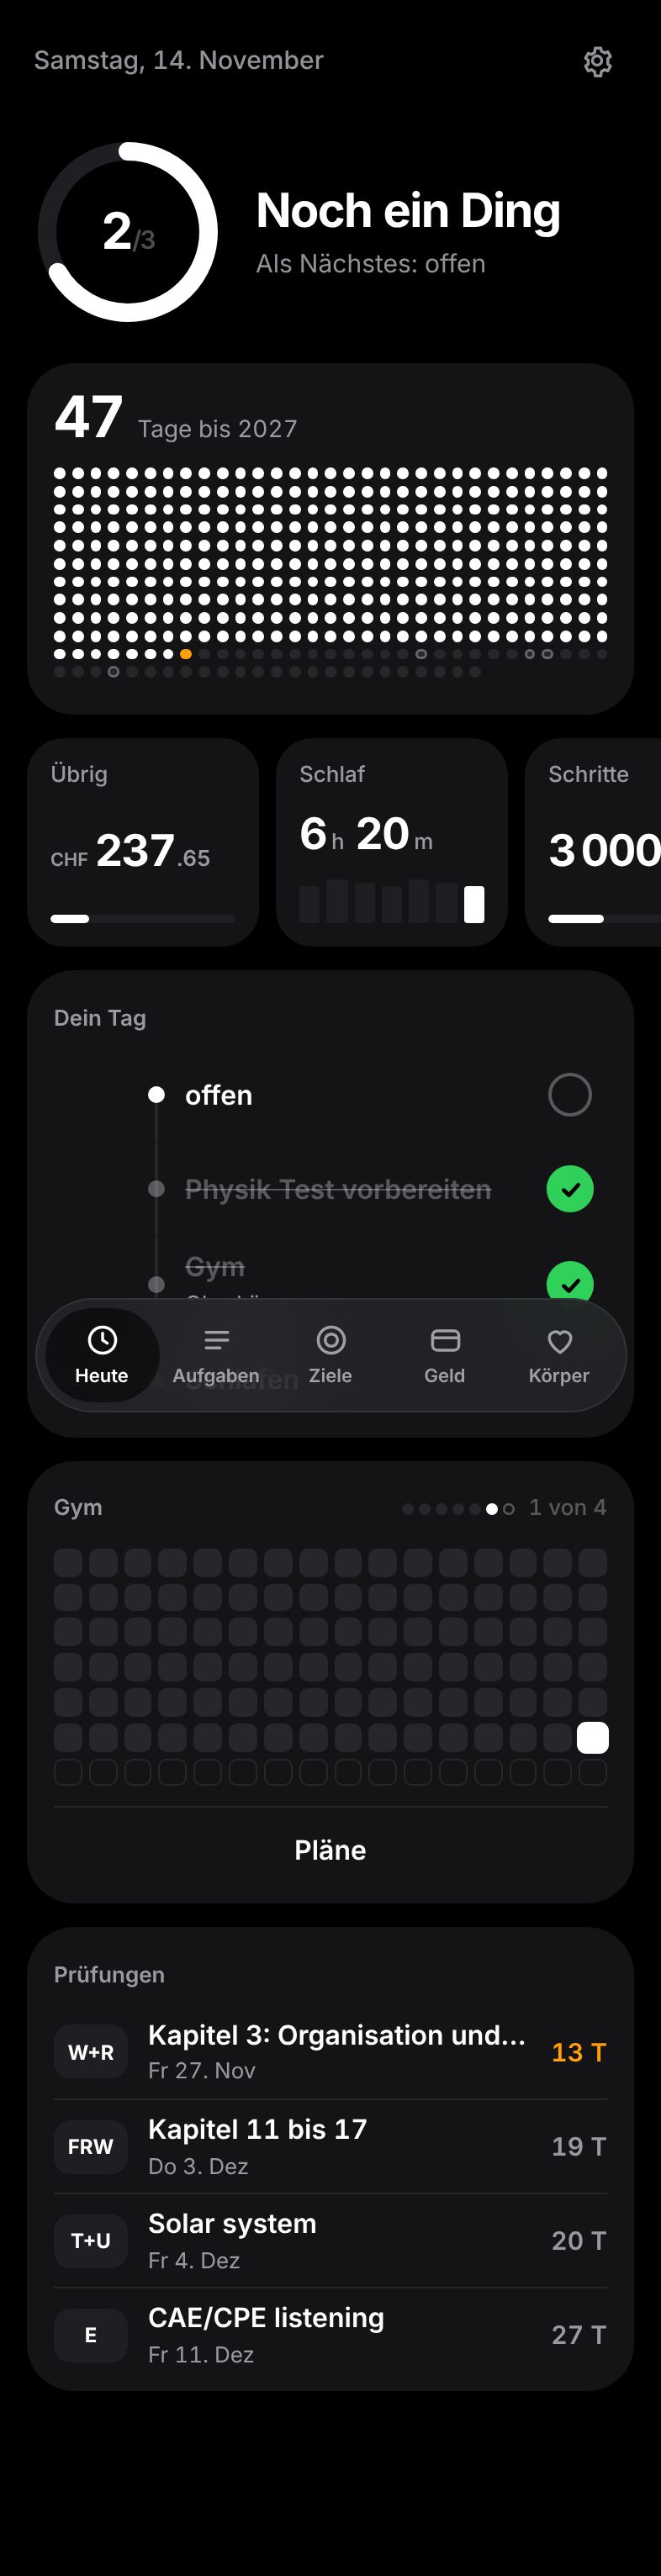 Samstag, 14. November
2/3
Noch ein Ding
Als Nächstes: offen
47 Tage bis 2027
Übrig
CHF 237.65
Schlaf
6 h 20 m
Schritte
3 000
Dein Tag
offen
Physik Test vorbereiten
Gym
Heute
Aufgaben
Ziele
Geld
Körper
Gym
1 von 4
Pläne
Prüfungen
W+R
Kapitel 3: Organisation und...
Fr 27. Nov
13 T
FRW
Kapitel 11 bis 17
Do 3. Dez
19 T
T+U
Solar system
Fr 4. Dez
20 T
E
CAE/CPE listening
Fr 11. Dez
27 T